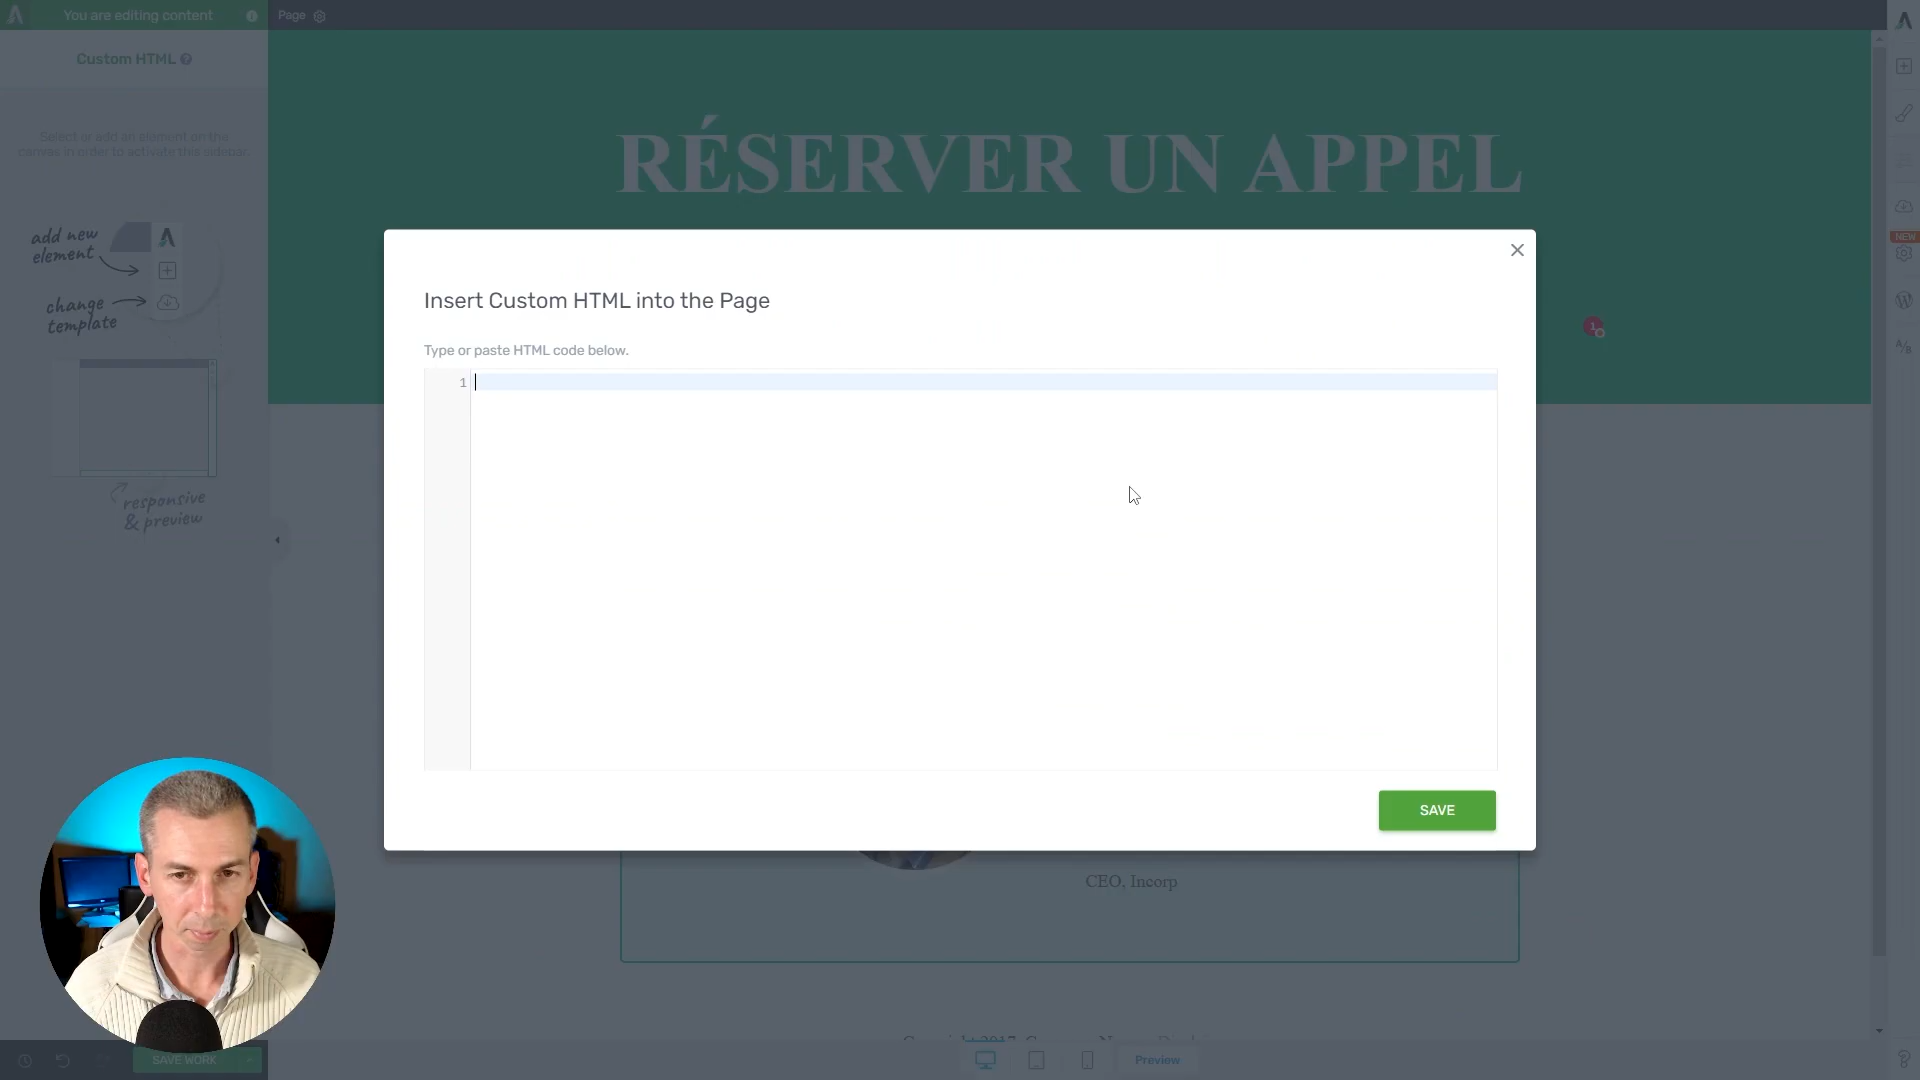 You are editing content
Page
Custom HTML
Select or add an element on the
canvas in order to activate this sidebar.
add new
element
change
template
responsive
& preview
RÉSERVER UN APPEL
NEW
1
Insert Custom HTML into the Page
Type or paste HTML code below.
1
SAVE
CEO, Incorp
SAVE WORK
Preview